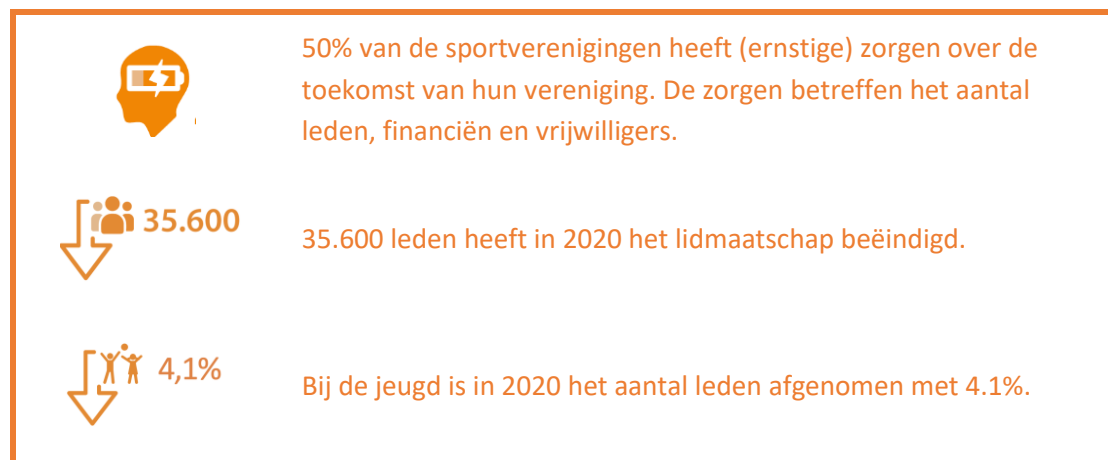 50% van de sportverenigingen heeft (ernstige) zorgen over de
toekomst van hun vereniging. De zorgen betreffen het aantal
leden, financiën en vrijwilligers.
35.600
35.600 leden heeft in 2020 het lidmaatschap beëindigd.
4,1%
Bij de jeugd is in 2020 het aantal leden afgenomen met 4.1%.